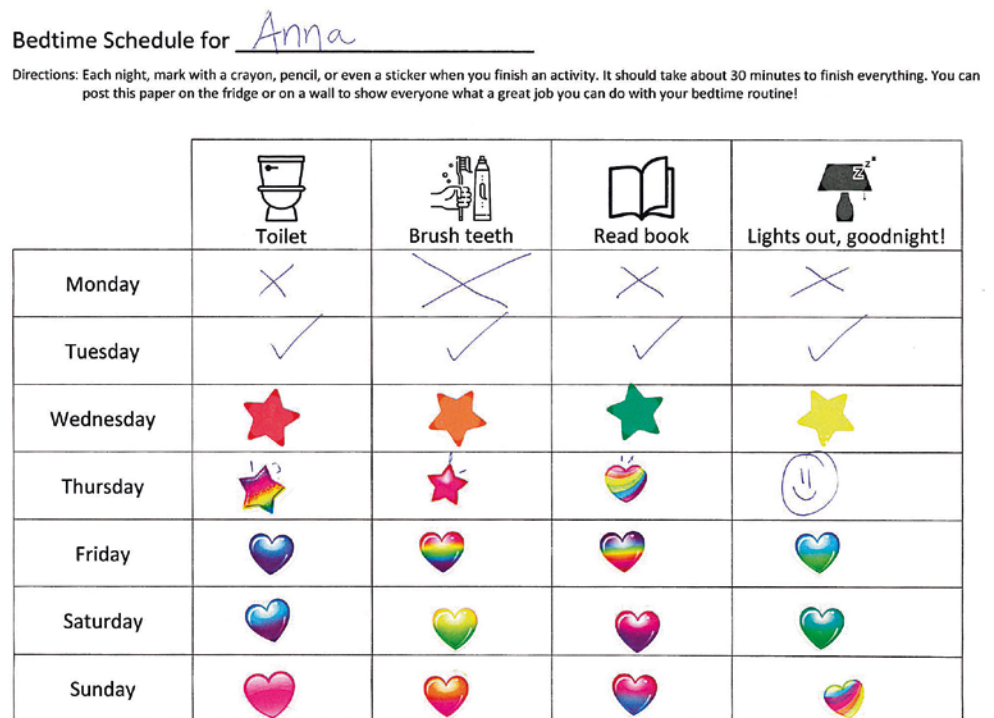 Bedtime Schedule for Anna
Directions: Each night, mark with a crayon, pencil, or even a sticker when you finish an activity. It should take about 30 minutes to finish everything. You can
post this paper on the fridge or on a wall to show everyone what a great job you can do with your bedtime routine!
z z z
Toilet Brush teeth Read book Lights out, goodnight!
Monday
Tuesday
Wednesday
Thursday
Friday
Saturday
Sunday